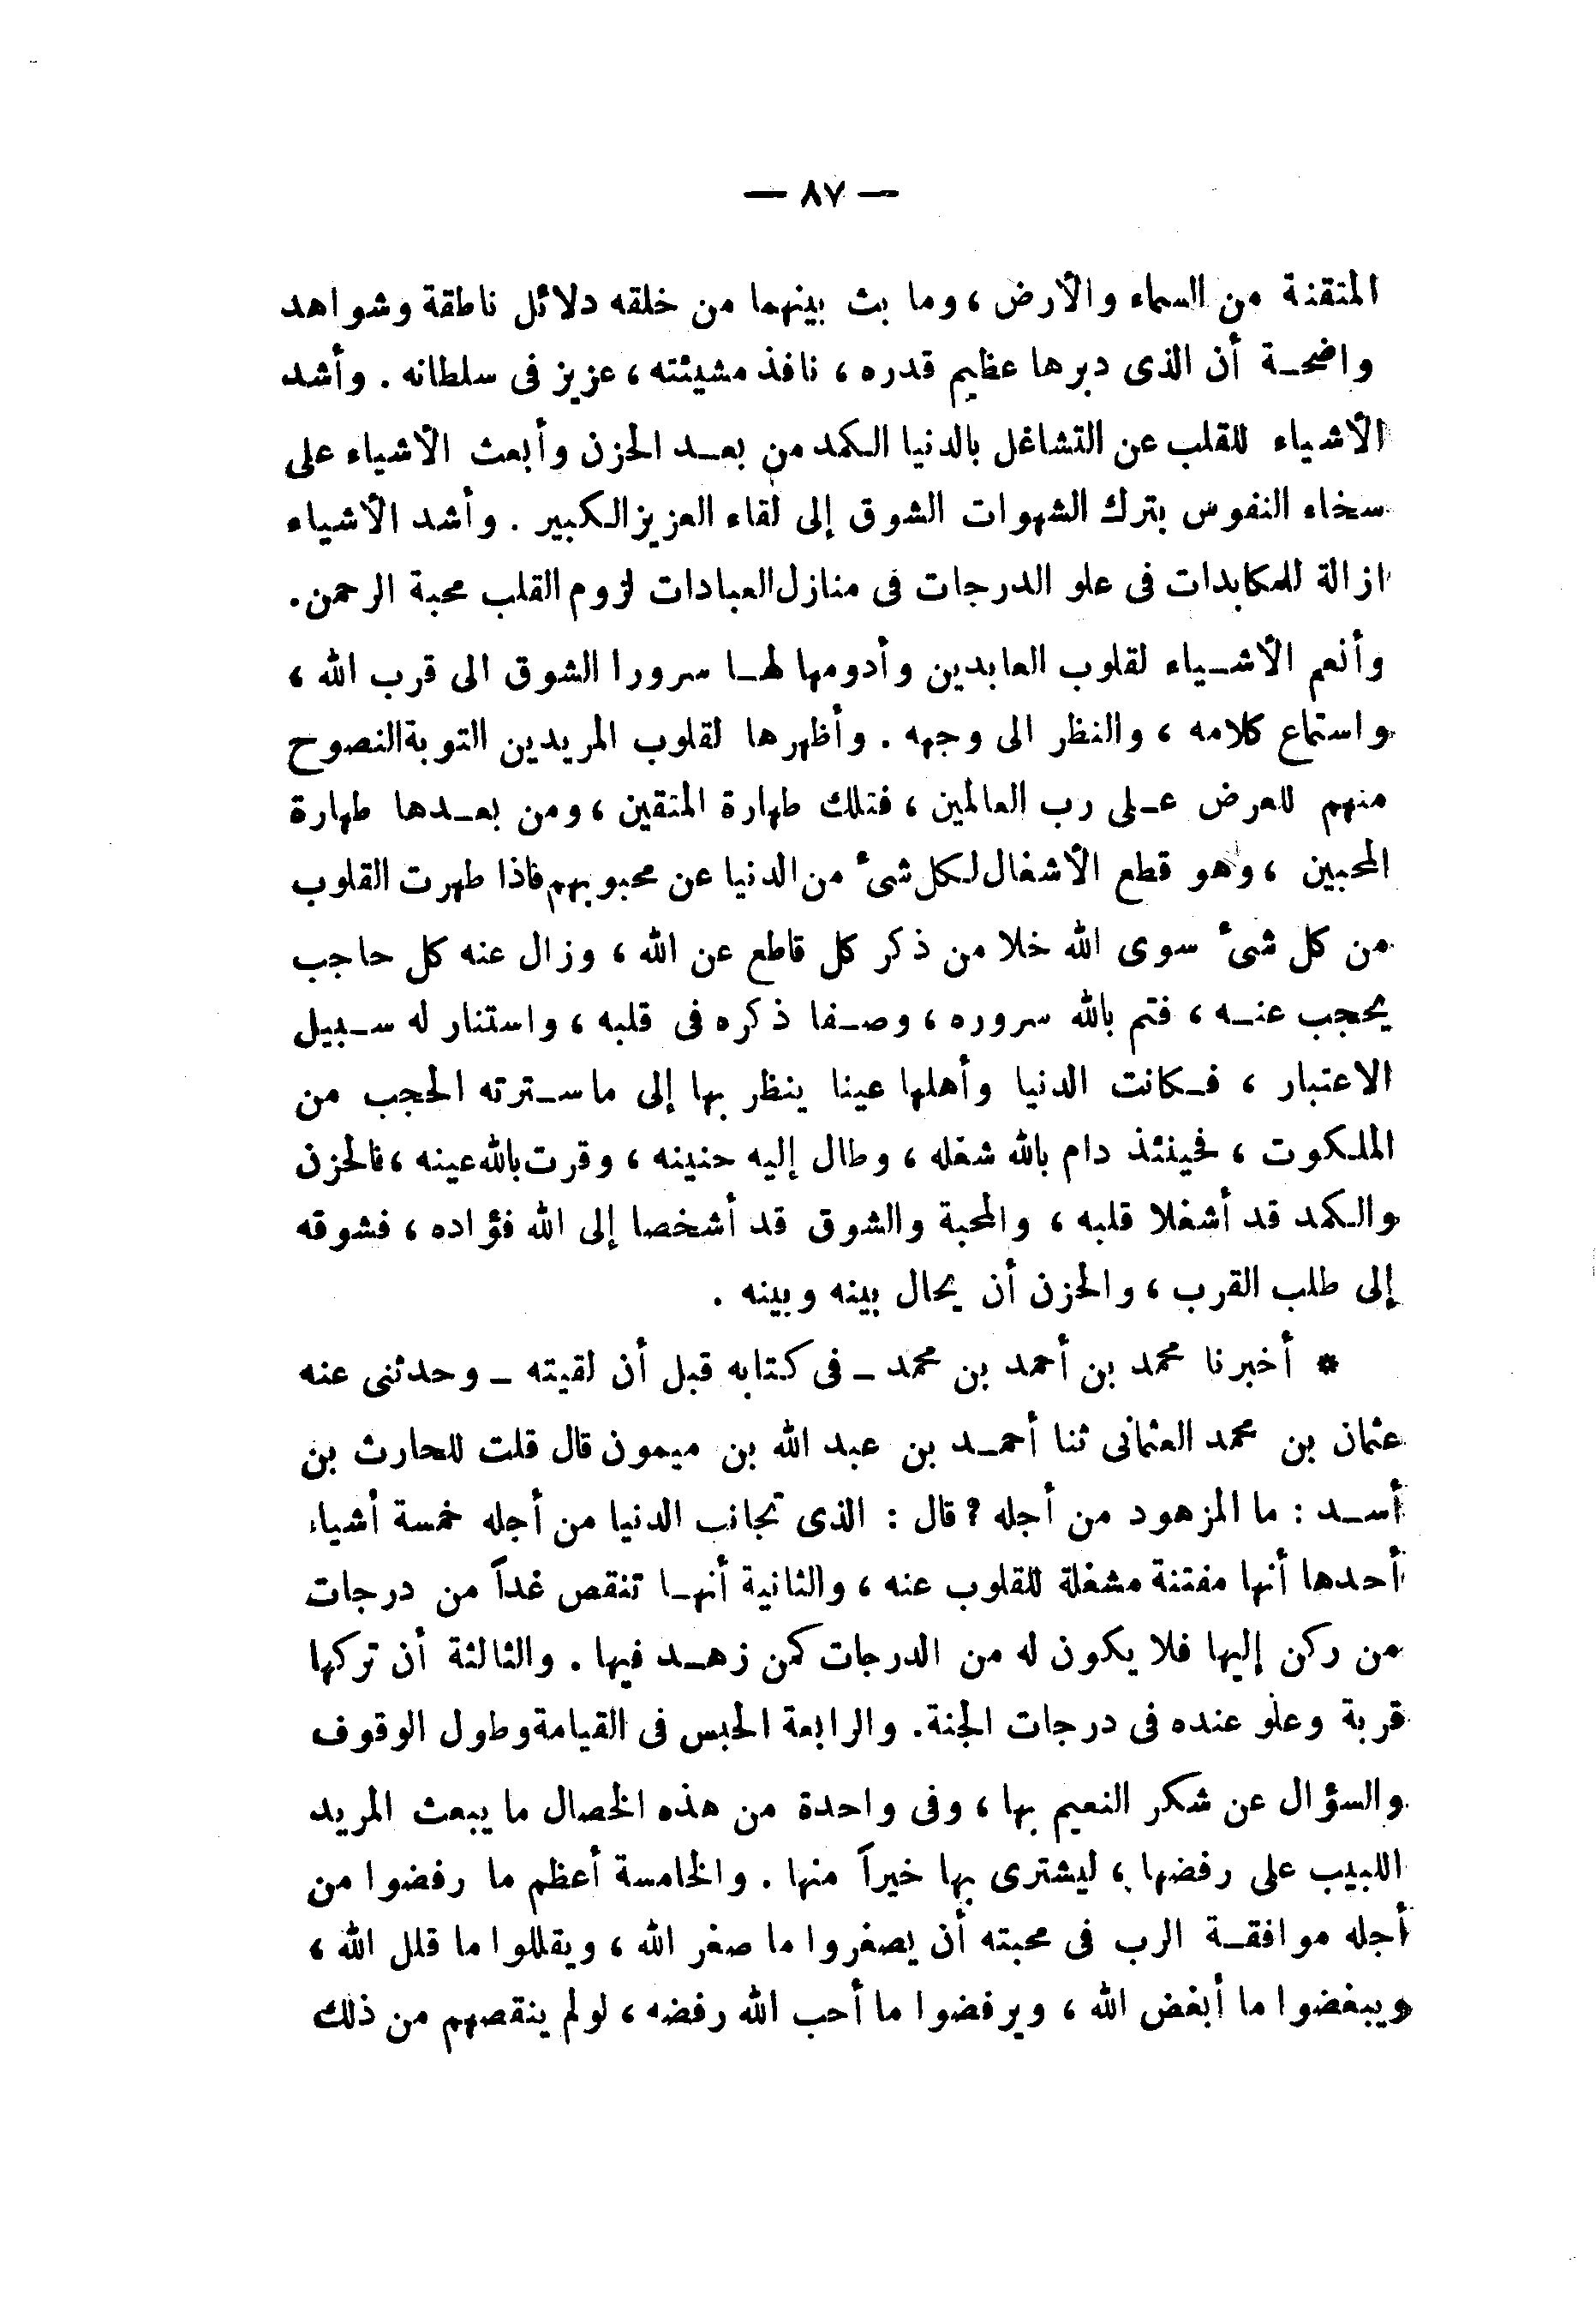 — ٨٧ —
المتقنة من السماء والأرض ، وما بث بينهما من خلقه دلائل ناطقة وشواهد
واضحة أن الذى دبرها عظيم قدره ، نافذ مشيئته ، عزيز فى سلطانه . وأشد
الأشياء للقلب عن التشاغل بالدنيا الكمد من بعد الحزن وأبعث الأشياء على
سخاء النفوس بترك الشهوات الشوق إلى لقاء العزيز الكبير . وأشد الأشياء
ازالة للمكابدات فى علو الدرجات فى منازل العبادات لزوم القلب محبة الرحمن .
وأنعم الأشياء لقلوب العابدين وأدومها لها سرورا الشوق الى قرب الله ،
واستماع كلامه ، والنظر الى وجهه . وأظهرها لقلوب المريدين التوبة النصوح
منهم للعرض على رب العالمين ، فتلك طهارة المتقين ، ومن بعدها طهارة
المحبين ، وهو قطع الأشغال لكل شىء من الدنيا عن محبوبهم فاذا طهرت القلوب
من كل شىء سوى الله خلا من ذكر كل قاطع عن الله ، وزال عنه كل حاجب
يحجب عنه ، فتم بالله سروره ، وصفا ذكره فى قلبه ، واستنار له سبيل
الاعتبار ، فكانت الدنيا وأهلها عينا ينظر بها إلى ما سترته الحجب من
الملكوت ، فحينئذ دام بالله شغله ، وطال إليه حنينه ، وقرت بالله عينه ، فالحزن
والكمد قد أشغلا قلبه ، والمحبة والشوق قد أشخصا إلى الله فؤاده ، فشوقه
إلى طلب القرب ، والحزن أن يحال بينه وبينه .
* أخبرنا محمد بن أحمد بن محمد ـ فى كتابه قبل أن لقيته ـ وحدثنى عنه
عثمان بن محمد العثمانى ثنا أحمد بن عبد الله بن ميمون قال قلت للحارث بن
أسد : ما المزهود من أجله ؟ قال : الذى تجانب الدنيا من أجله خمسة أشياء
أحدها أنها مفتنة مشغلة للقلوب عنه ، والثانية أنها تنقص غداً من درجات
من ركن إليها فلا يكون له من الدرجات كمن زهد فيها . والثالثة أن تركها
قربة وعلو عنده فى درجات الجنة . والرابعة الحبس فى القيامة وطول الوقوف
والسؤال عن شكر النعيم بها ، وفى واحدة من هذه الخصال ما يبعث المريد
اللبيب على رفضها ، ليشترى بها خيراً منها . والخامسة أعظم ما رفضوا من
أجله موافقة الرب فى محبته أن يصغروا ما صغر الله ، ويقللوا ما قلل الله ،
ويبغضوا ما أبغض الله ، ويرفضوا ما أحب الله رفضه ، لو لم ينقصهم من ذلك